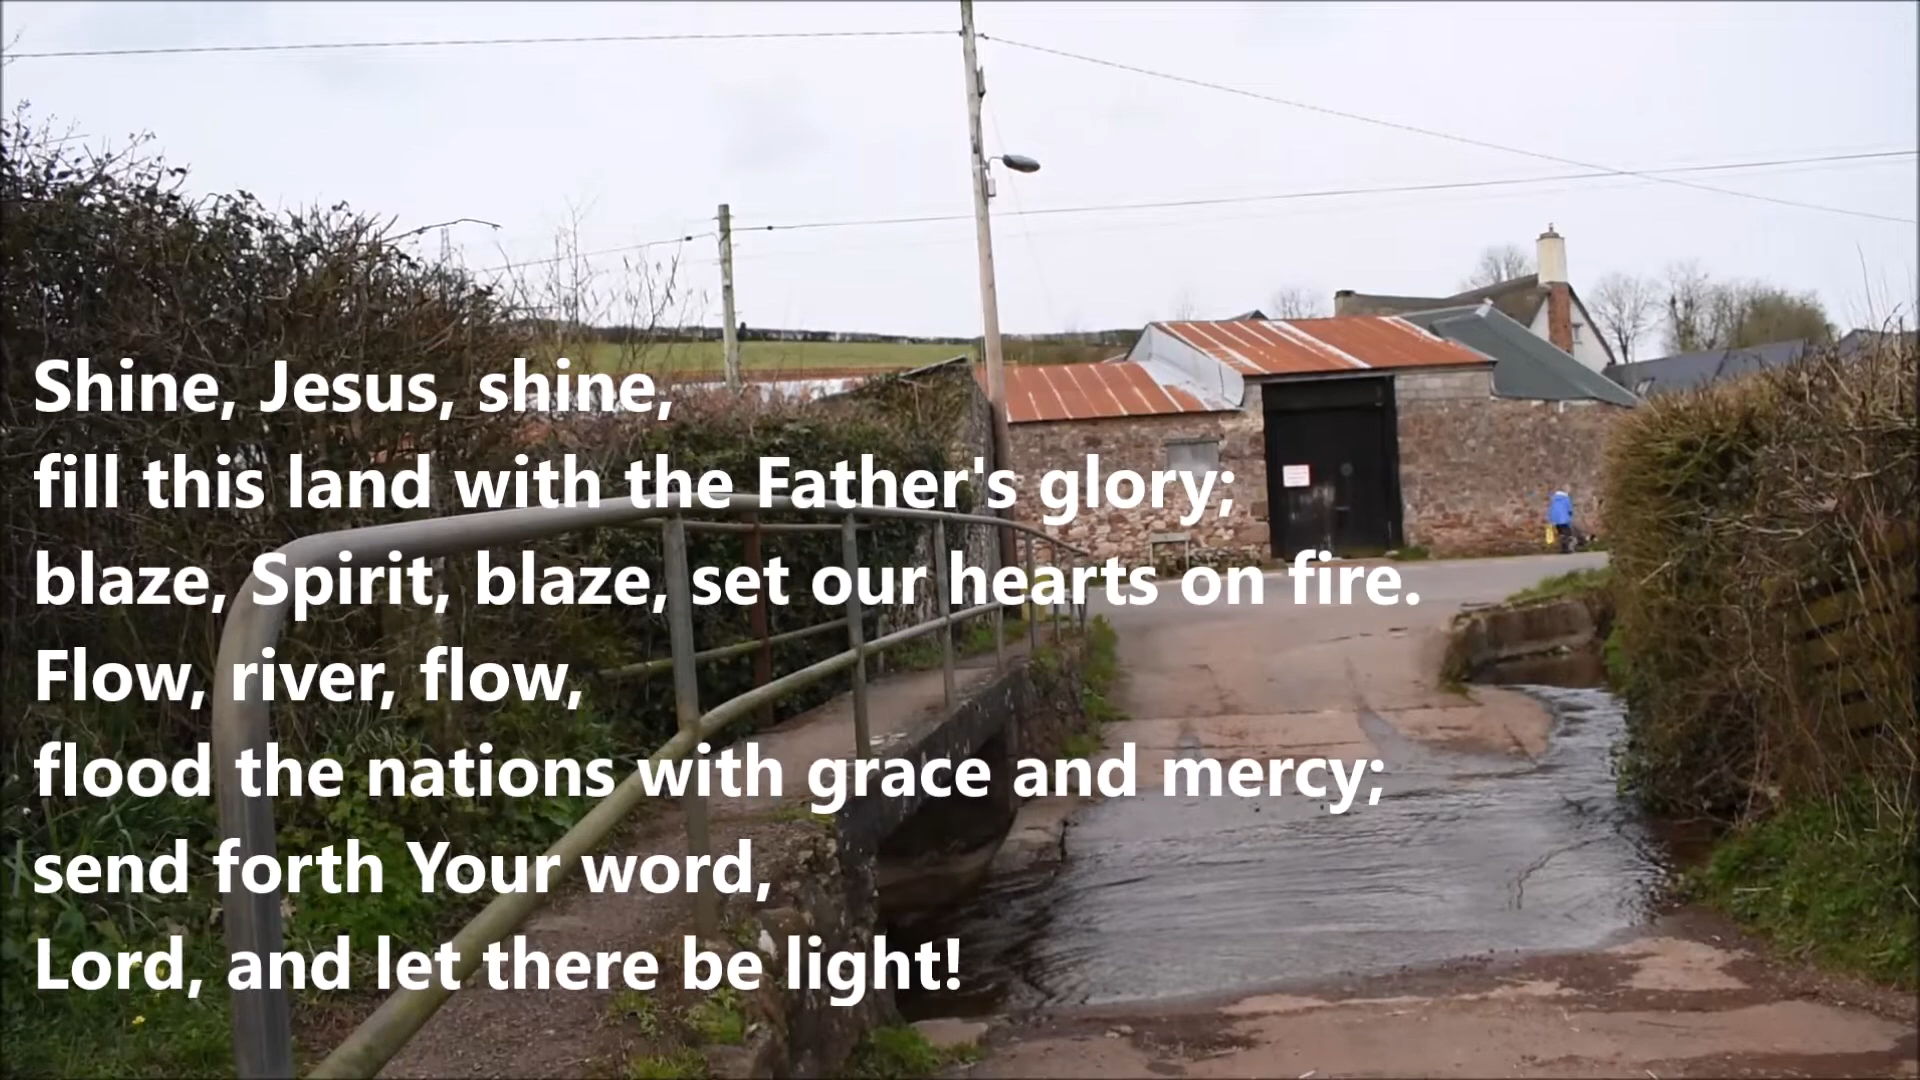 Shine, Jesus, shine,
fill this land with the Father's glory;
blaze, Spirit, blaze, set our hearts on fire.
Flow, river, flow,
flood the nations with grace and mercy;
send forth Your word,
Lord, and let there be light!